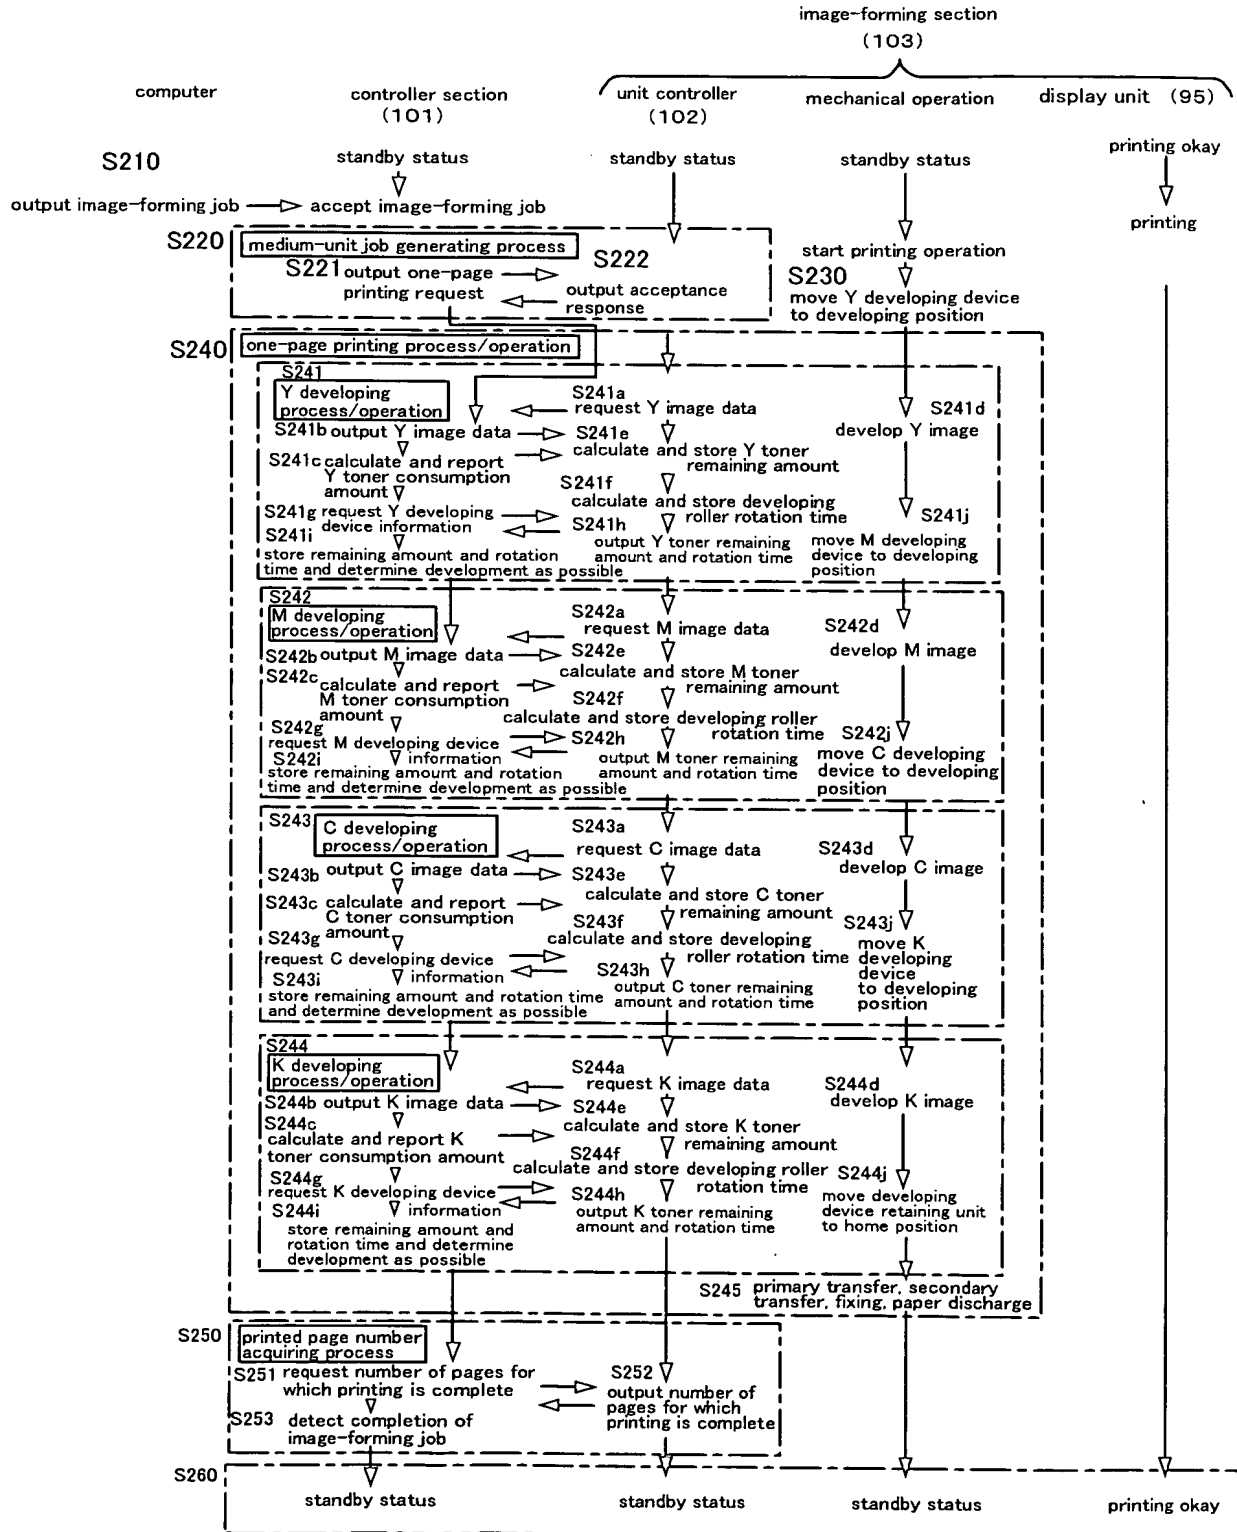 image-forming section
(103)
computer
controller section
(101)
unit controller
(102)
mechanical operation
display unit (95)
S210
standby status
standby status
standby status
printing okay
output image-forming job
accept image-forming job
printing
S220
medium-unit job generating process
start printing operation
S221 output one-page
printing request
S222
output acceptance
response
S230
move Y developing device
to developing position
S240
one-page printing process/operation
S241
Y developing
process/operation
S241a
request Y image data
S241d
develop Y image
S241b output Y image data
S241e
calculate and store Y toner
remaining amount
S241c calculate and report
Y toner consumption
amount
S241f
calculate and store developing
roller rotation time
S241g request Y developing
device information
S241h
output Y toner remaining
amount and rotation time
S241j
move M developing
device to developing
position
S241i
store remaining amount and rotation
time and determine development as possible
S242
M developing
process/operation
S242a
request M image data
S242d
develop M image
S242b output M image data
S242e
calculate and store M toner
remaining amount
S242c calculate and report
M toner consumption
amount
S242f
calculate and store developing roller
rotation time
S242g
request M developing device
information
S242h
output M toner remaining
amount and rotation time
S242j
move C developing
device to developing
position
S242i
store remaining amount and rotation
time and determine development as possible
S243
C developing
process/operation
S243a
request C image data
S243d
develop C image
S243b output C image data
S243e
calculate and store C toner
remaining amount
S243c calculate and report
C toner consumption
amount
S243f
calculate and store developing
roller rotation time
S243g
request C developing device
information
S243h
output C toner remaining
amount and rotation time
S243j
move K
developing
device
to developing
position
S243i
store remaining amount and rotation time
and determine development as possible
S244
K developing
process/operation
S244a
request K image data
S244d
develop K image
S244b output K image data
S244e
calculate and store K toner
remaining amount
S244c
calculate and report K
toner consumption amount
S244f
calculate and store developing roller
rotation time
S244g
request K developing device
information
S244h
output K toner remaining
amount and rotation time
S244j
move developing
device retaining unit
to home position
S244i
store remaining amount and
rotation time and determine
development as possible
S245 primary transfer, secondary
transfer, fixing, paper discharge
S250
printed page number
acquiring process
S251 request number of pages for
which printing is complete
S252
output number of
pages for which
printing is complete
S253 detect completion of
image-forming job
S260
standby status
standby status
standby status
printing okay